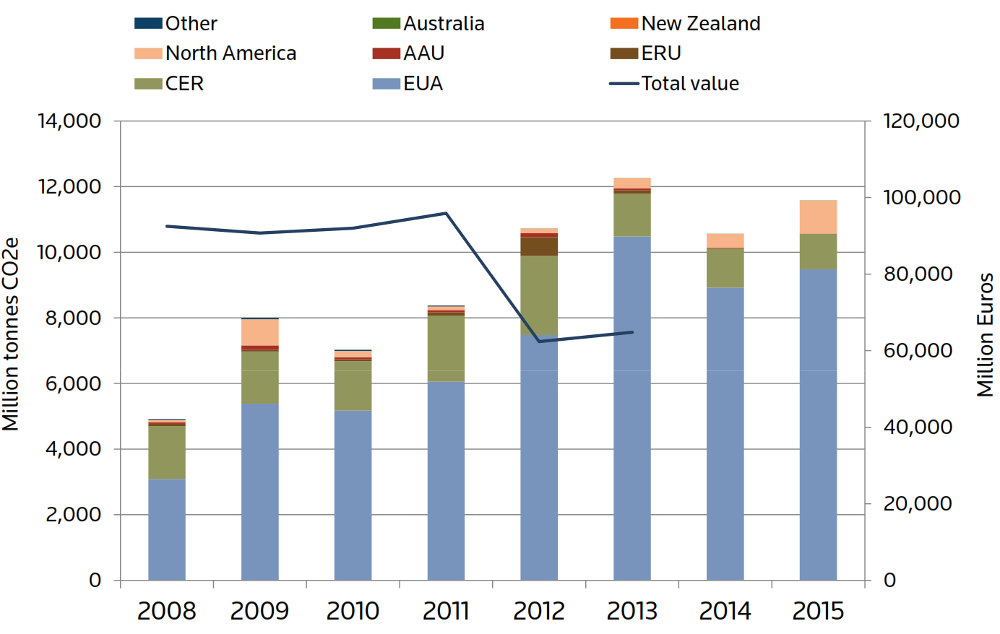 Other Australia New Zealand
North America AAU ERU
CER EUA Total value
14,000 120,000
12,000 100,000
10,000 80,000
8,000 60,000
6,000 40,000
4,000 20,000
2,000 0
0
Million tonnes CO2e
Million Euros
2008 2009 2010 2011 2012 2013 2014 2015